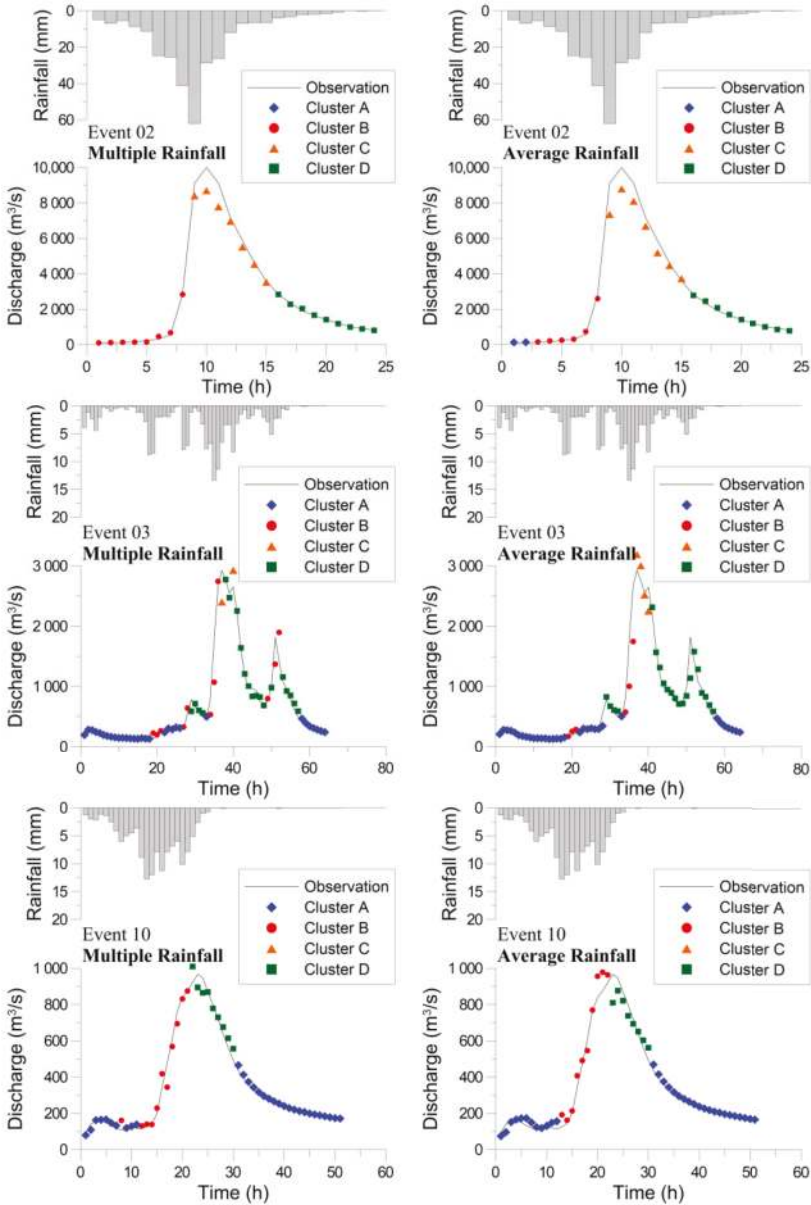 Rainfall (mm)
0
20
40
60
Event 02
Multiple Rainfall
Observation
Cluster A
Cluster B
Cluster C
Cluster D
Discharge (m³/s)
10,000
8 000
6 000
4 000
2 000
0
0 5 10 15 20 25
Time (h)
Rainfall (mm)
0
20
40
60
Event 02
Average Rainfall
Observation
Cluster A
Cluster B
Cluster C
Cluster D
Discharge (m³/s)
10,000
8 000
6 000
4 000
2 000
0
0 5 10 15 20 25
Time (h)
Rainfall (mm)
0
5
10
15
20
Event 03
Multiple Rainfall
Observation
Cluster A
Cluster B
Cluster C
Cluster D
Discharge (m³/s)
3 000
2 000
1 000
0
0 20 40 60 80
Time (h)
Rainfall (mm)
0
5
10
15
20
Event 03
Average Rainfall
Observation
Cluster A
Cluster B
Cluster C
Cluster D
Discharge (m³/s)
3 000
2 000
1 000
0
0 20 40 60 80
Time (h)
Rainfall (mm)
0
5
10
15
20
Event 10
Multiple Rainfall
Observation
Cluster A
Cluster B
Cluster C
Cluster D
Discharge (m³/s)
1 000
800
600
400
200
0
0 10 20 30 40 50 60
Time (h)
Rainfall (mm)
0
5
10
15
20
Event 10
Average Rainfall
Observation
Cluster A
Cluster B
Cluster C
Cluster D
Discharge (m³/s)
1 000
800
600
400
200
0
0 10 20 30 40 50 60
Time (h)